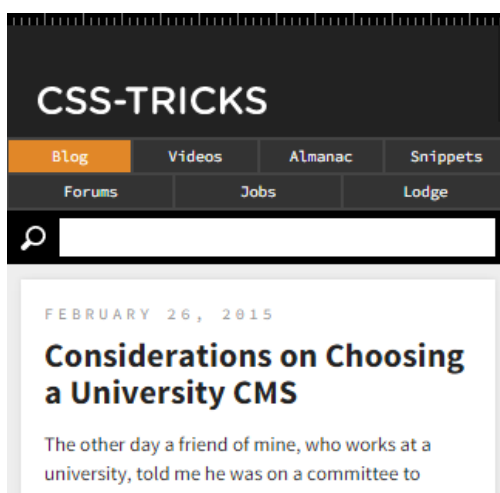 CSS-TRICKS
Blog Videos Almanac Snippets
Forums Jobs Lodge
FEBRUARY 26, 2015
Considerations on Choosing
a University CMS
The other day a friend of mine, who works at a
university, told me he was on a committee to